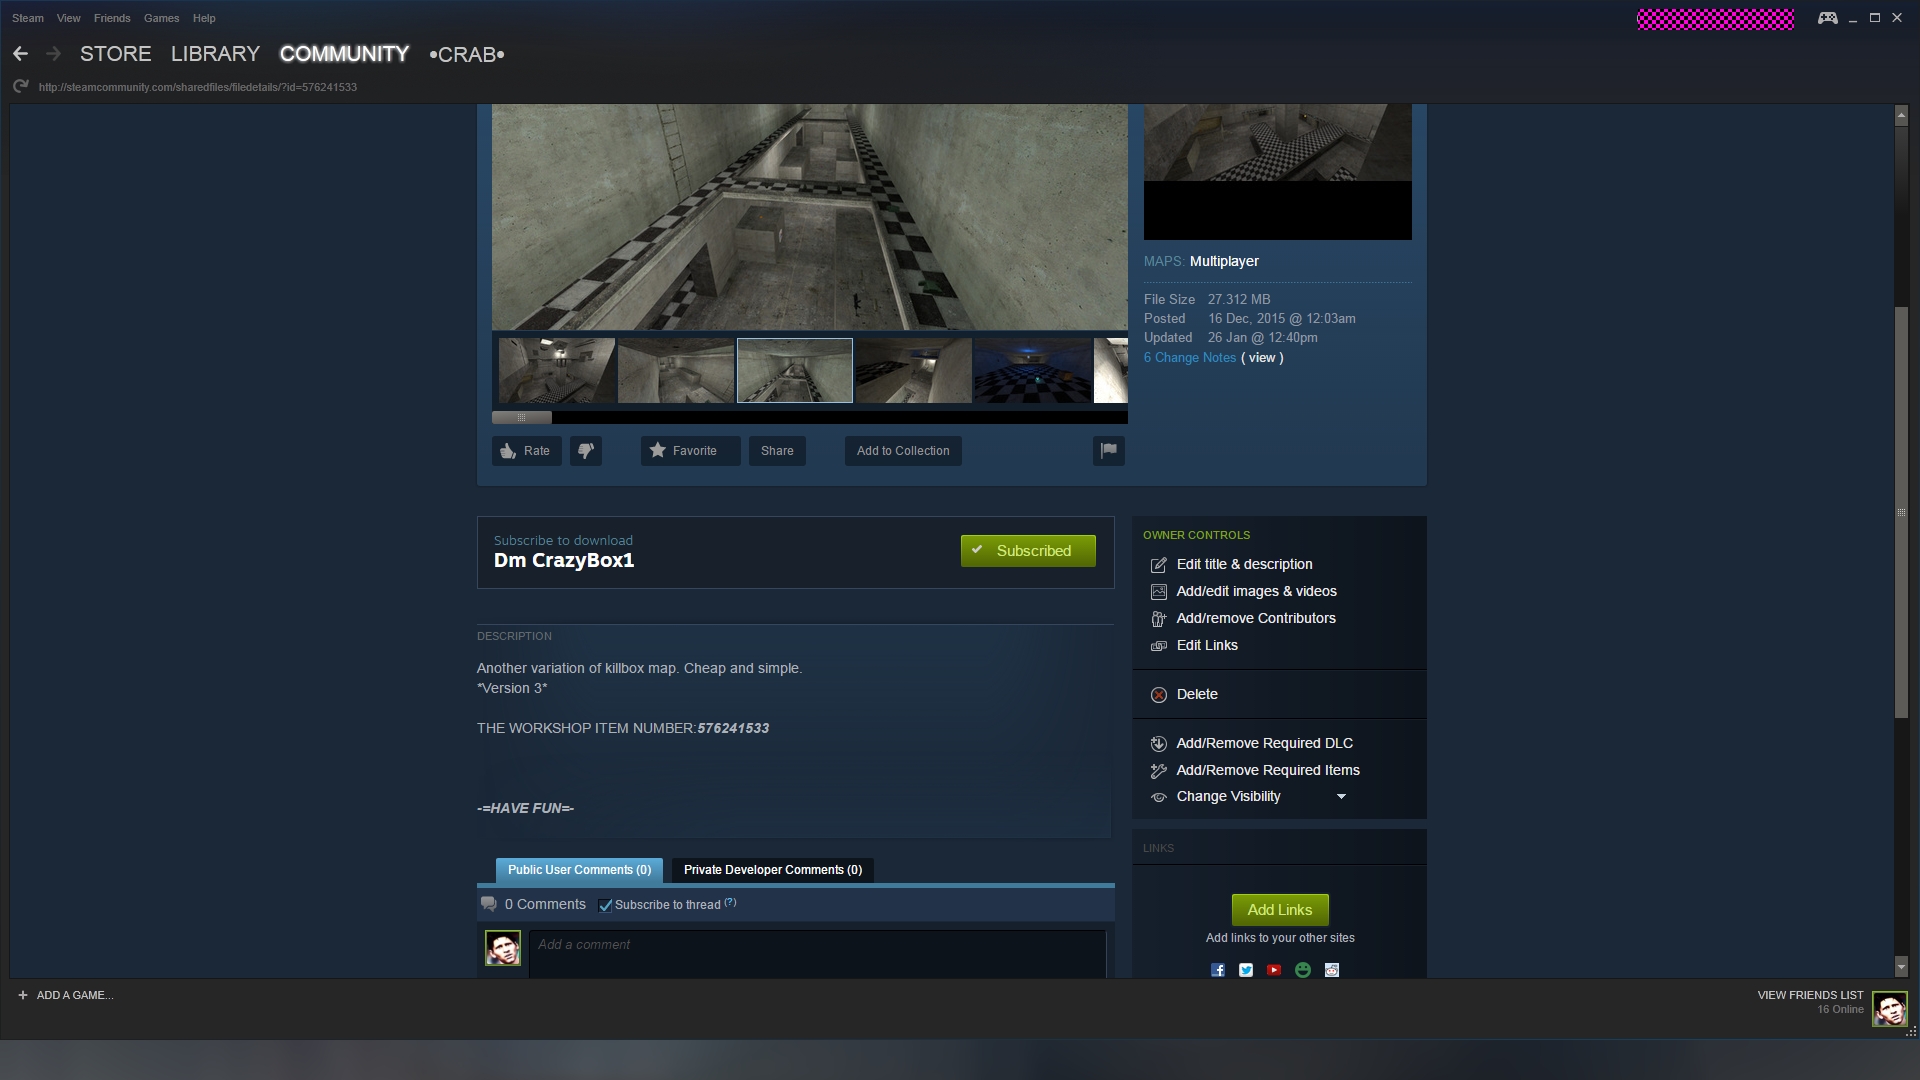 Steam View Friends Games Help
STORE LIBRARY COMMUNITY •CRAB•
http://steamcommunity.com/sharedfiles/filedetails/?id=576241533
MAPS: Multiplayer
File Size 27.312 MB
Posted 16 Dec, 2015 @ 12:03am
Updated 26 Jan @ 12:40pm
6 Change Notes ( view )
Rate Favorite Share Add to Collection
Subscribe to download
Dm CrazyBox1
Subscribed
DESCRIPTION
Another variation of killbox map. Cheap and simple.
*Version 3*
THE WORKSHOP ITEM NUMBER:576241533
-=HAVE FUN=-
Public User Comments (0) Private Developer Comments (0)
0 Comments Subscribe to thread (?)
Add a comment
OWNER CONTROLS
Edit title & description
Add/edit images & videos
Add/remove Contributors
Edit Links
Delete
Add/Remove Required DLC
Add/Remove Required Items
Change Visibility
LINKS
Add Links
Add links to your other sites
+ ADD A GAME...
VIEW FRIENDS LIST
16 Online